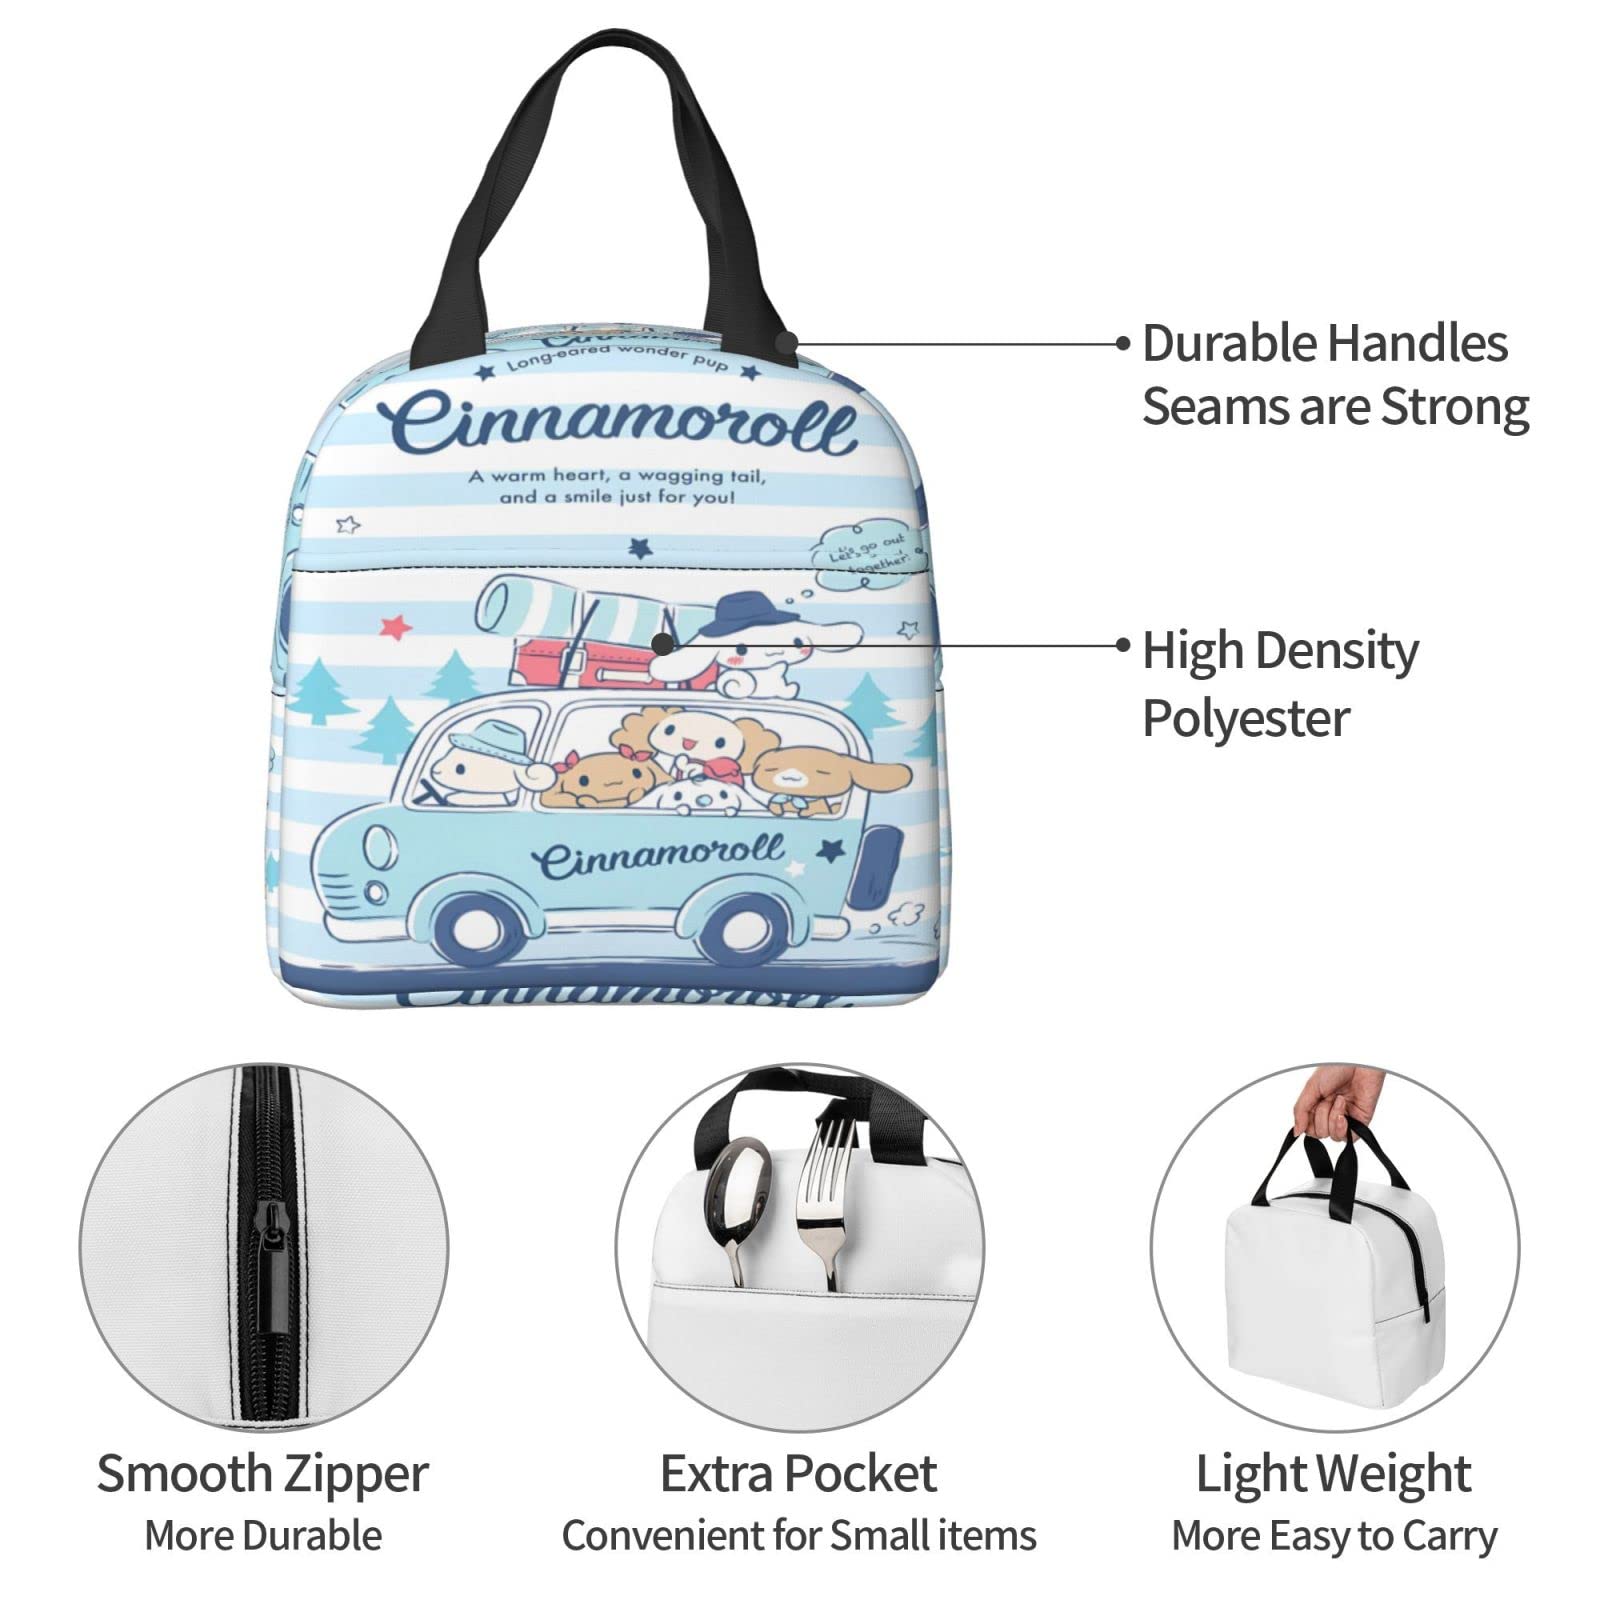 Cinnamoroll
Long-eared wonder pup
Cinnamoroll
A warm heart, a wagging tail,
and a smile just for you!
Let's go out
together!
Durable Handles
Seams are Strong
High Density
Polyester
Cinnamoroll
Cinnamoroll
Smooth Zipper
More Durable
Extra Pocket
Convenient for Small items
Light Weight
More Easy to Carry